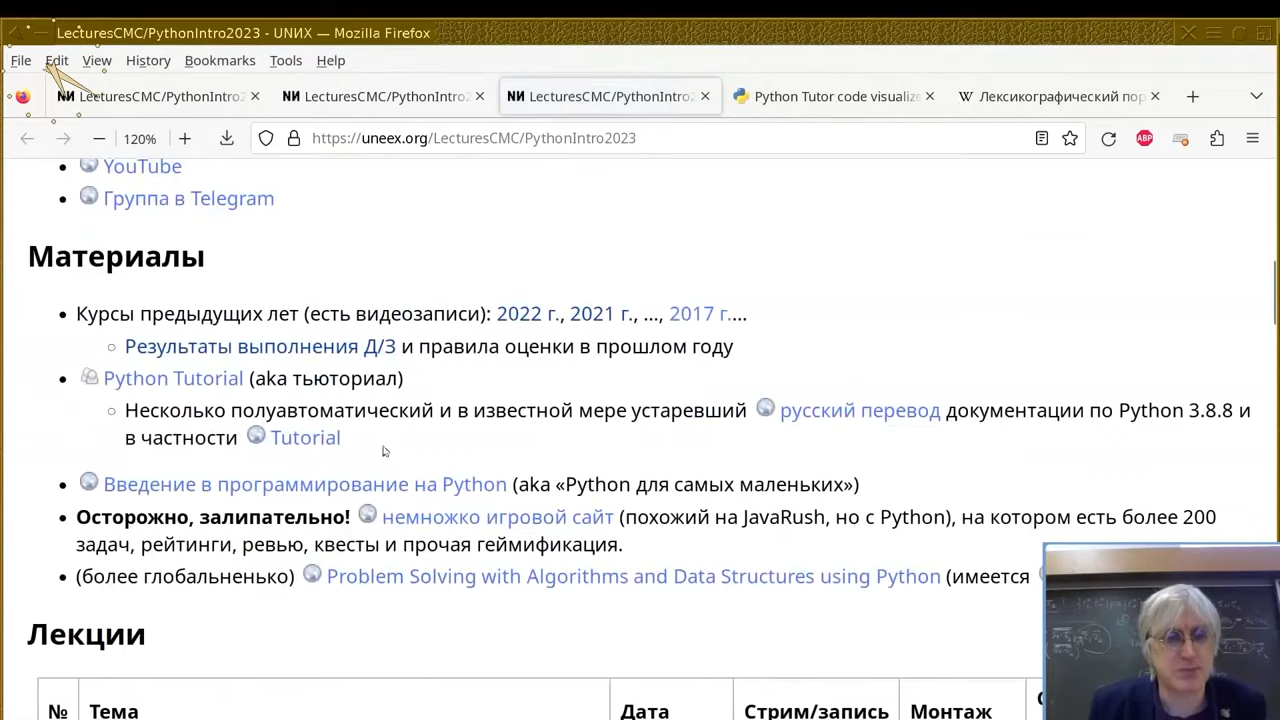 LecturesCMC/PythonIntro2023 - UNИX — Mozilla Firefox
File Edit View History Bookmarks Tools Help
LecturesCMC/PythonIntro2 LecturesCMC/PythonIntro2 LecturesCMC/PythonIntro2 Python Tutor code visualize Лексикографический пор
120% https://uneex.org/LecturesCMC/PythonIntro2023 ABP
YouTube
Группа в Telegram
Материалы
Курсы предыдущих лет (есть видеозаписи): 2022 г., 2021 г., ..., 2017 г....
Результаты выполнения Д/З и правила оценки в прошлом году
Python Tutorial (aka тьюториал)
Несколько полуавтоматический и в известной мере устаревший русский перевод документации по Python 3.8.8 и
в частности Tutorial
Введение в программирование на Python (aka «Python для самых маленьких»)
Осторожно, залипательно! немножко игровой сайт (похожий на JavaRush, но с Python), на котором есть более 200
задач, рейтинги, ревью, квесты и прочая геймификация.
(более глобальненько) Problem Solving with Algorithms and Data Structures using Python (имеется
Лекции
№ Тема Дата Стрим/запись Монтаж